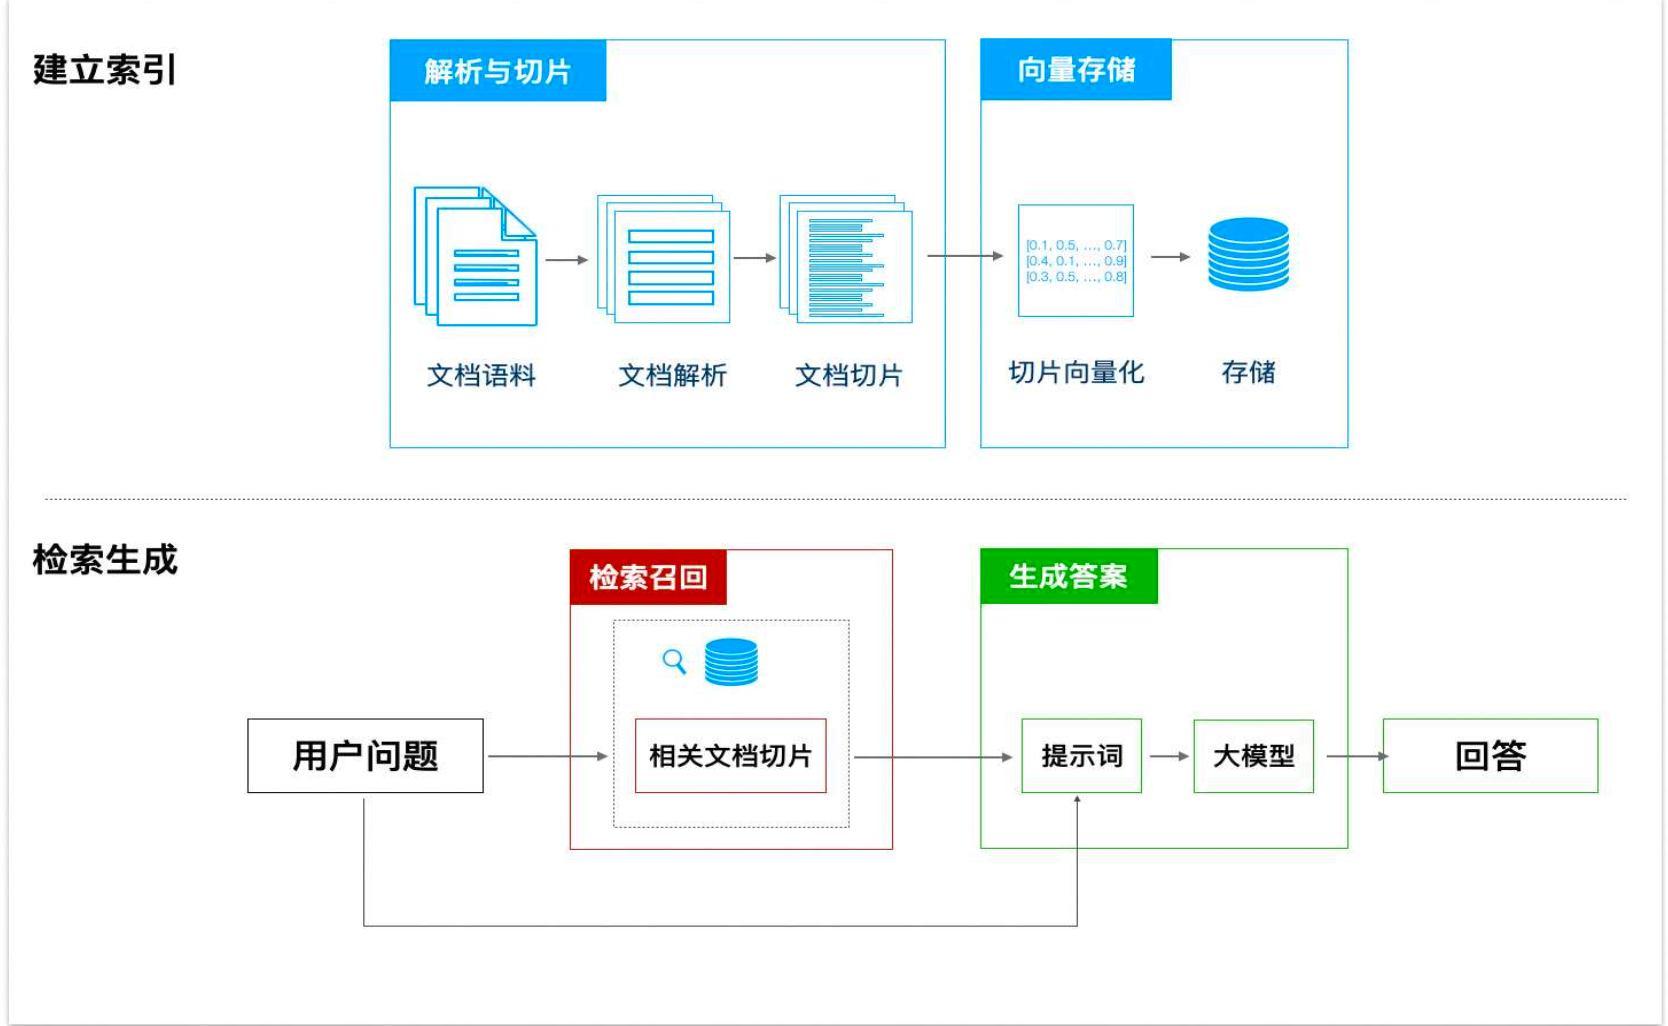 建立索引
解析与切片
向量存储
[0.1, 0.5, ..., 0.7]
[0.4, 0.1, ..., 0.9]
[0.3, 0.5, ..., 0.8]
文档语料
文档解析
文档切片
切片向量化
存储
检索生成
检索召回
生成答案
用户问题
相关文档切片
提示词
大模型
回答